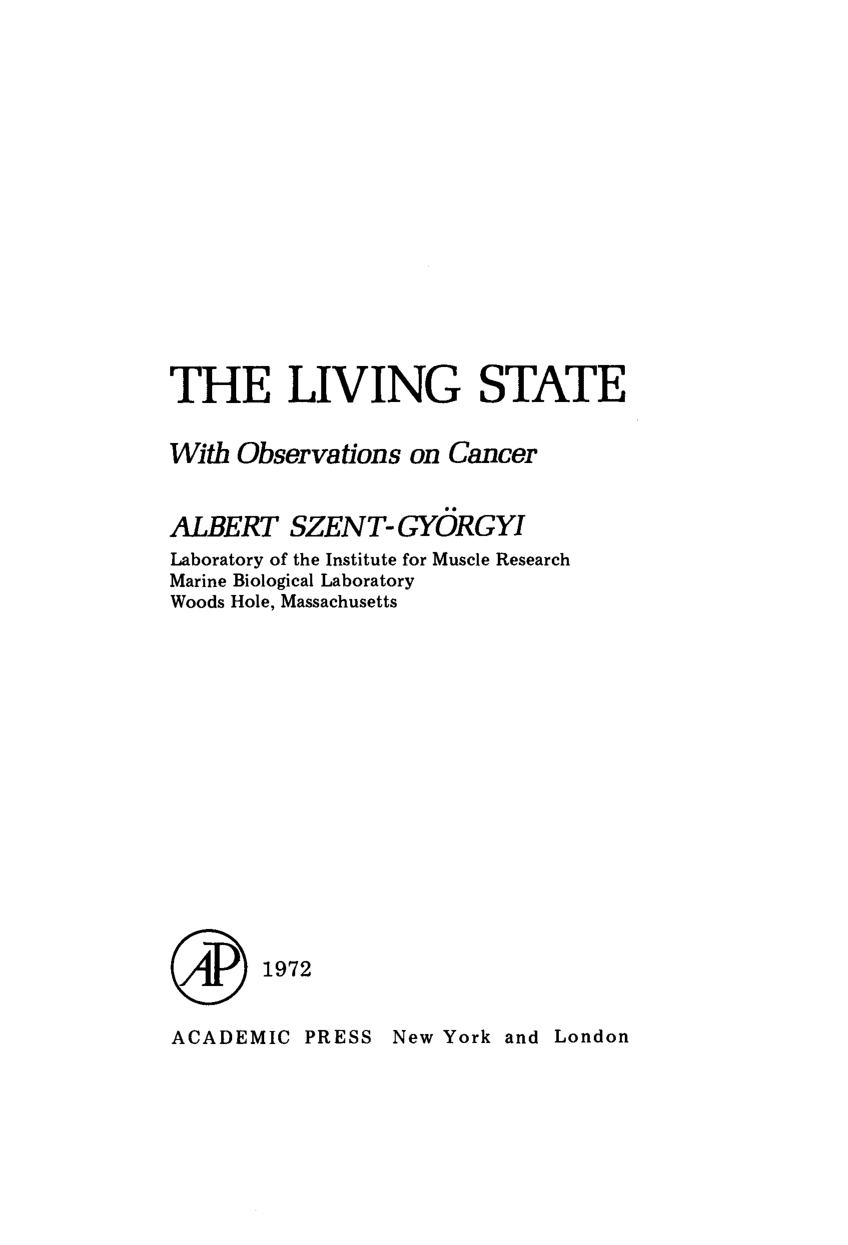 THE LIVING STATE
With Observations on Cancer
ALBERT SZENT-GYÖRGYI
Laboratory of the Institute for Muscle Research
Marine Biological Laboratory
Woods Hole, Massachusetts
AP 1972
ACADEMIC PRESS New York and London